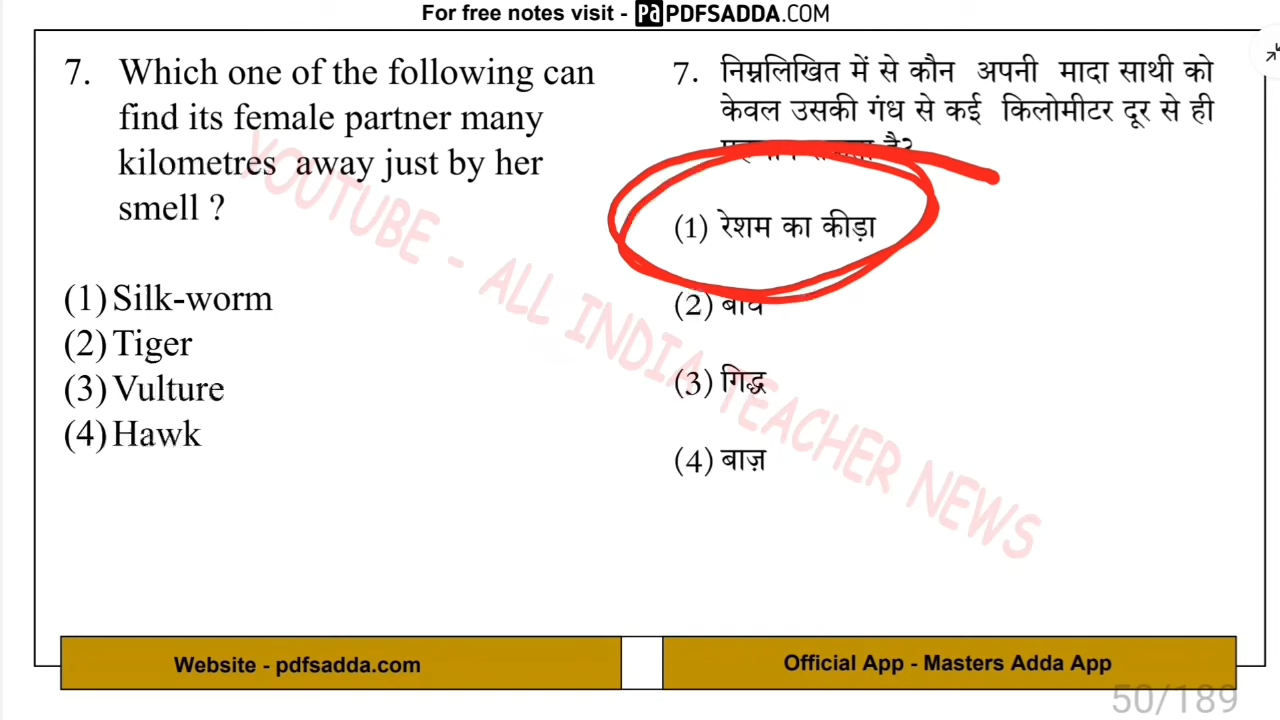 For free notes visit - Pa PDFSADDA.COM
7. Which one of the following can
find its female partner many
kilometres away just by her
smell ?
(1) Silk-worm
(2) Tiger
(3) Vulture
(4) Hawk
7. निम्नलिखित में से कौन अपनी मादा साथी को
केवल उसकी गंध से कई किलोमीटर दूर से ही
है?
(1) रेशम का कीड़ा
(2) बाघ
(3) गिद्ध
(4) बाज़
YOUTUBE - ALL INDIA TEACHER NEWS
Website - pdfsadda.com
Official App - Masters Adda App
50/189